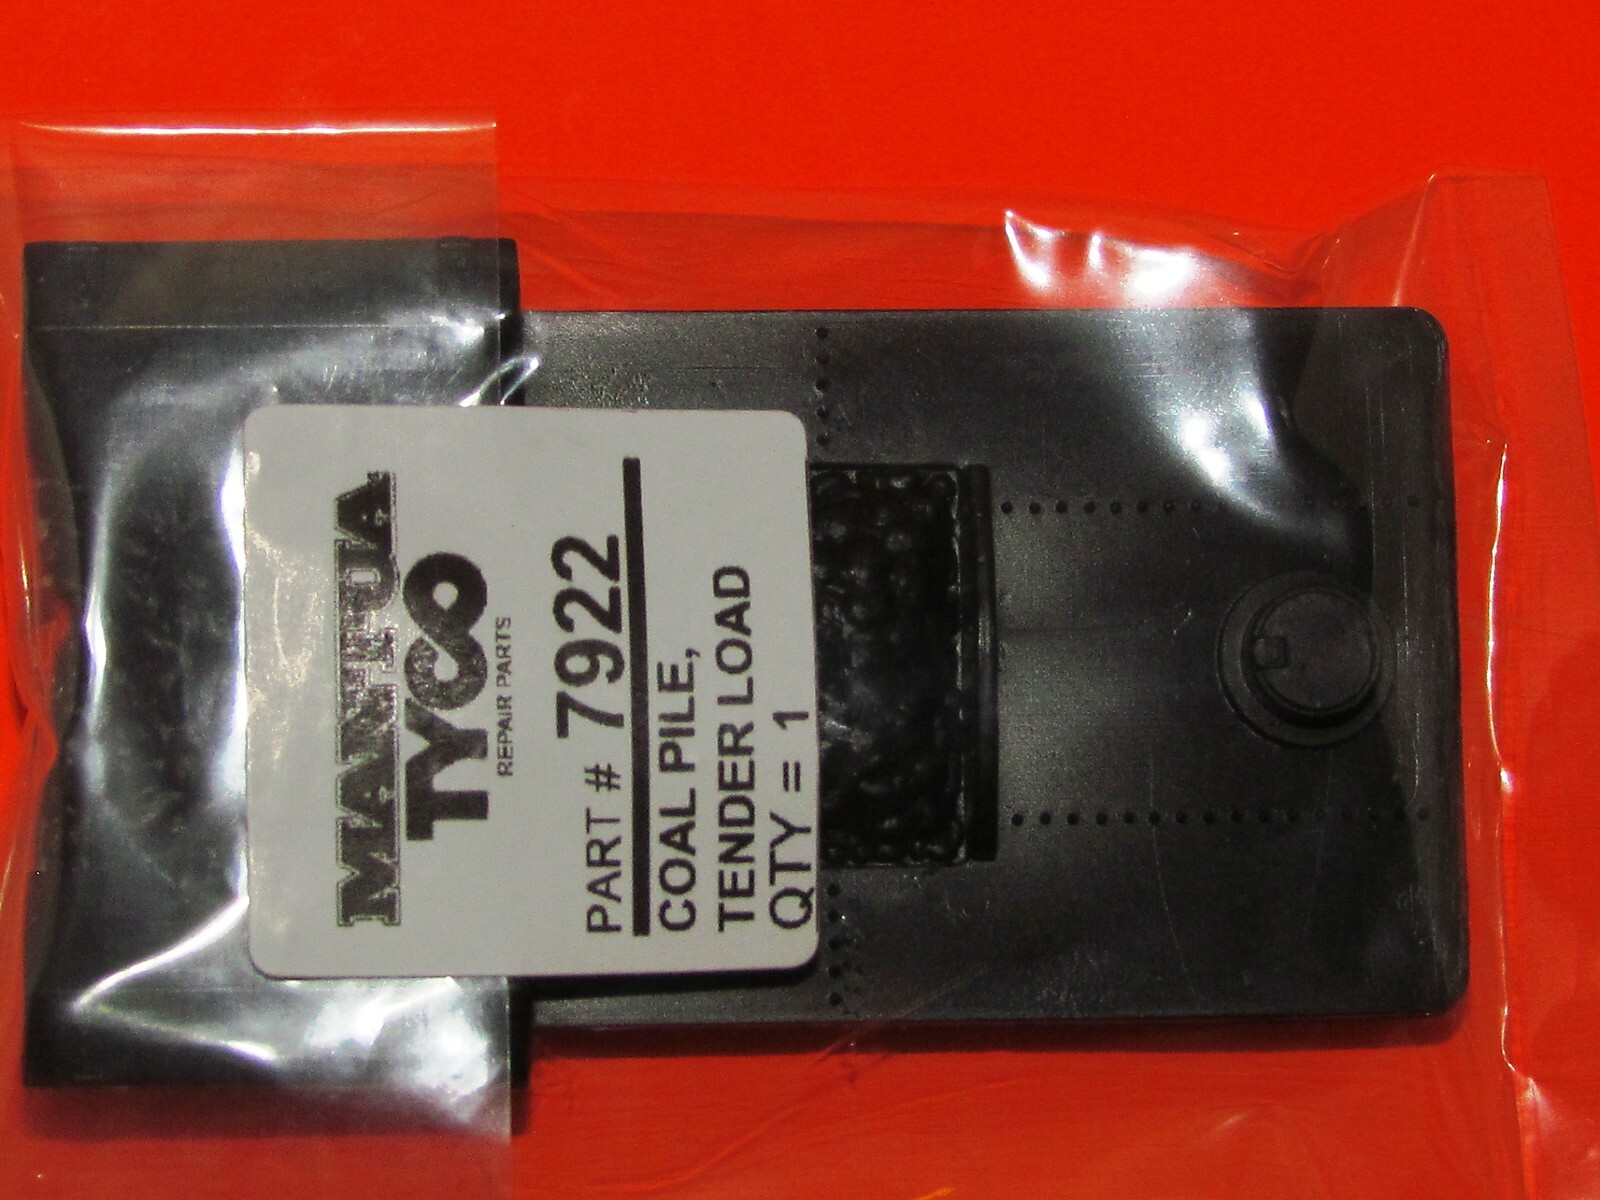 MANTUA
TYCO
REPAIR PARTS
PART # 7922
COAL PILE,
TENDER LOAD
QTY = 1